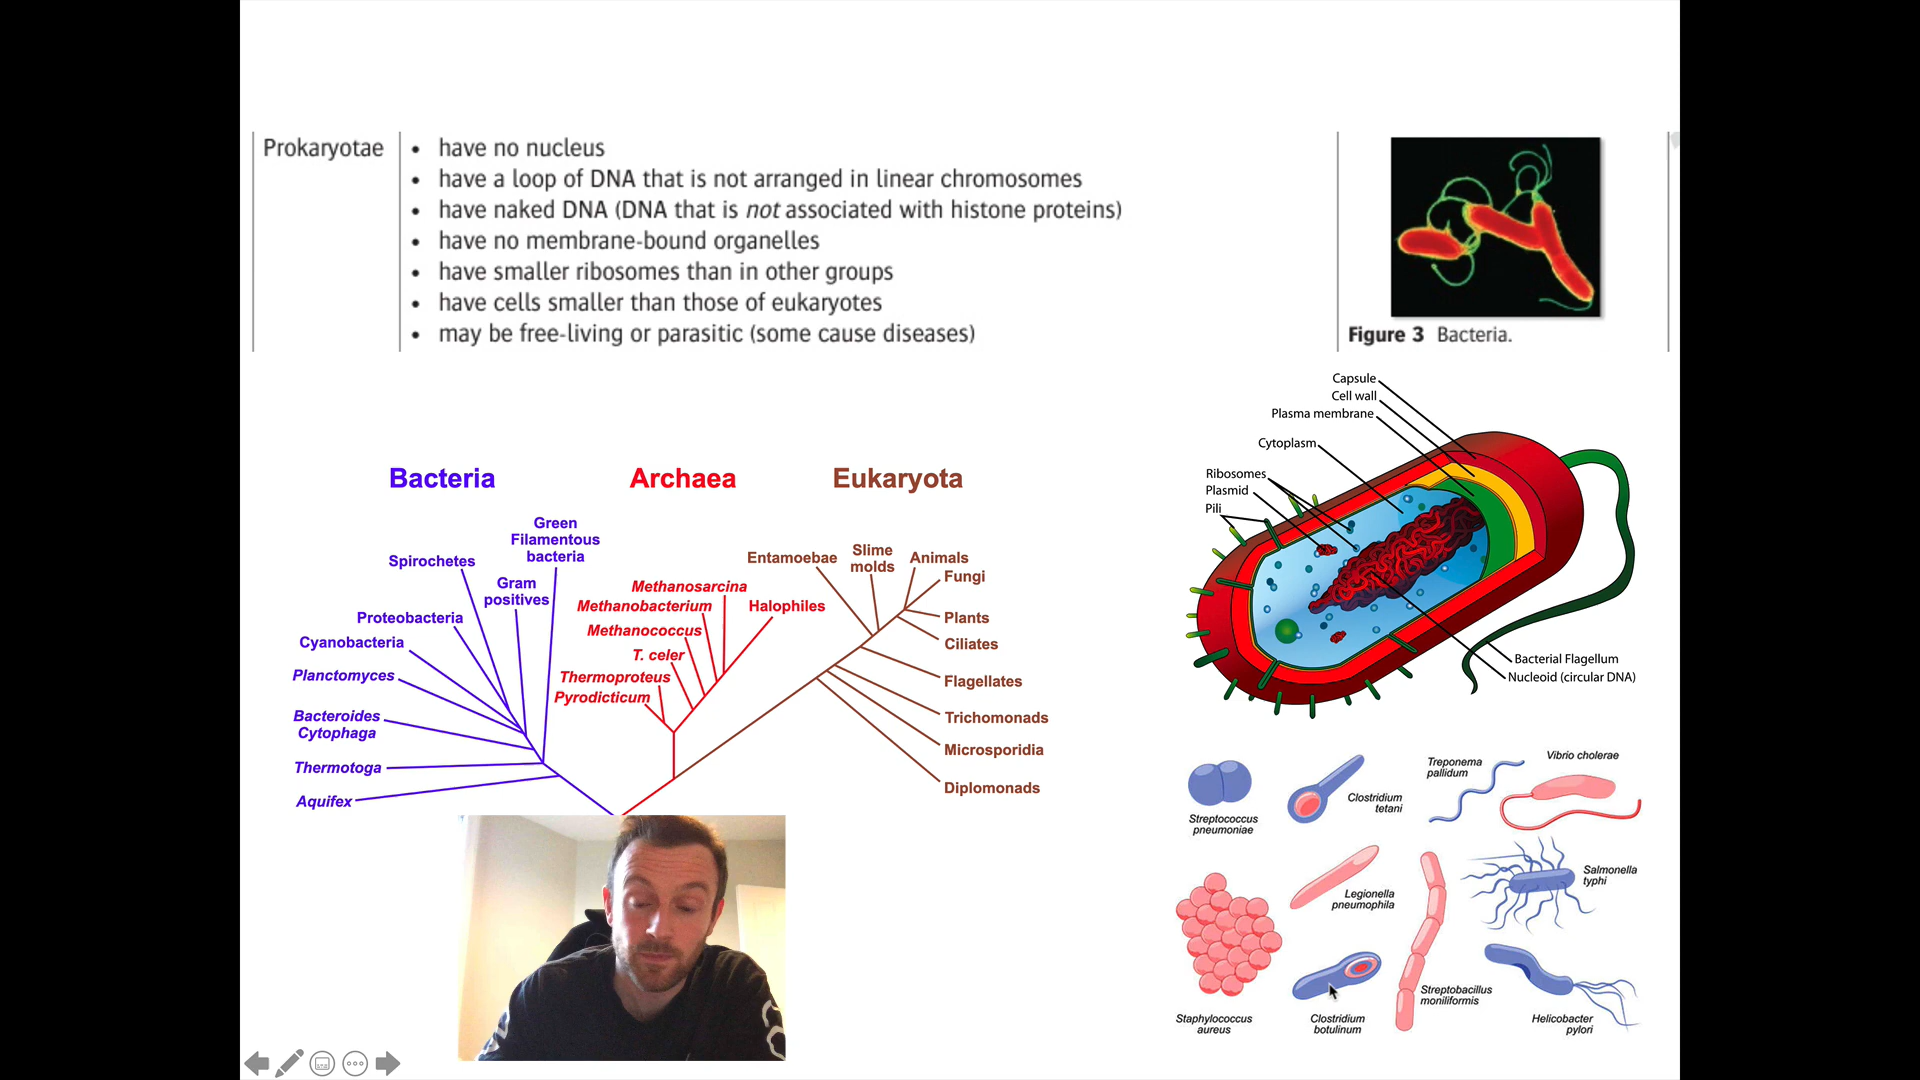 Prokaryotae
• have no nucleus
• have a loop of DNA that is not arranged in linear chromosomes
• have naked DNA (DNA that is not associated with histone proteins)
• have no membrane-bound organelles
• have smaller ribosomes than in other groups
• have cells smaller than those of eukaryotes
• may be free-living or parasitic (some cause diseases)
Figure 3 Bacteria.
Bacteria
Archaea
Eukaryota
Green
Filamentous
bacteria
Spirochetes
Gram
positives
Proteobacteria
Cyanobacteria
Planctomyces
Bacteroides
Cytophaga
Thermotoga
Aquifex
Methanosarcina
Methanobacterium
Halophiles
Methanococcus
T. celer
Thermoproteus
Pyrodicticum
Entamoebae
Slime
molds
Animals
Fungi
Plants
Ciliates
Flagellates
Trichomonads
Microsporidia
Diplomonads
Capsule
Cell wall
Plasma membrane
Cytoplasm
Ribosomes
Plasmid
Pili
Bacterial Flagellum
Nucleoid (circular DNA)
Streptococcus
pneumoniae
Clostridium
tetani
Treponema
pallidum
Vibrio cholerae
Staphylococcus
aureus
Legionella
pneumophila
Clostridium
botulinum
Streptobacillus
moniliformis
Salmonella
typhi
Helicobacter
pylori